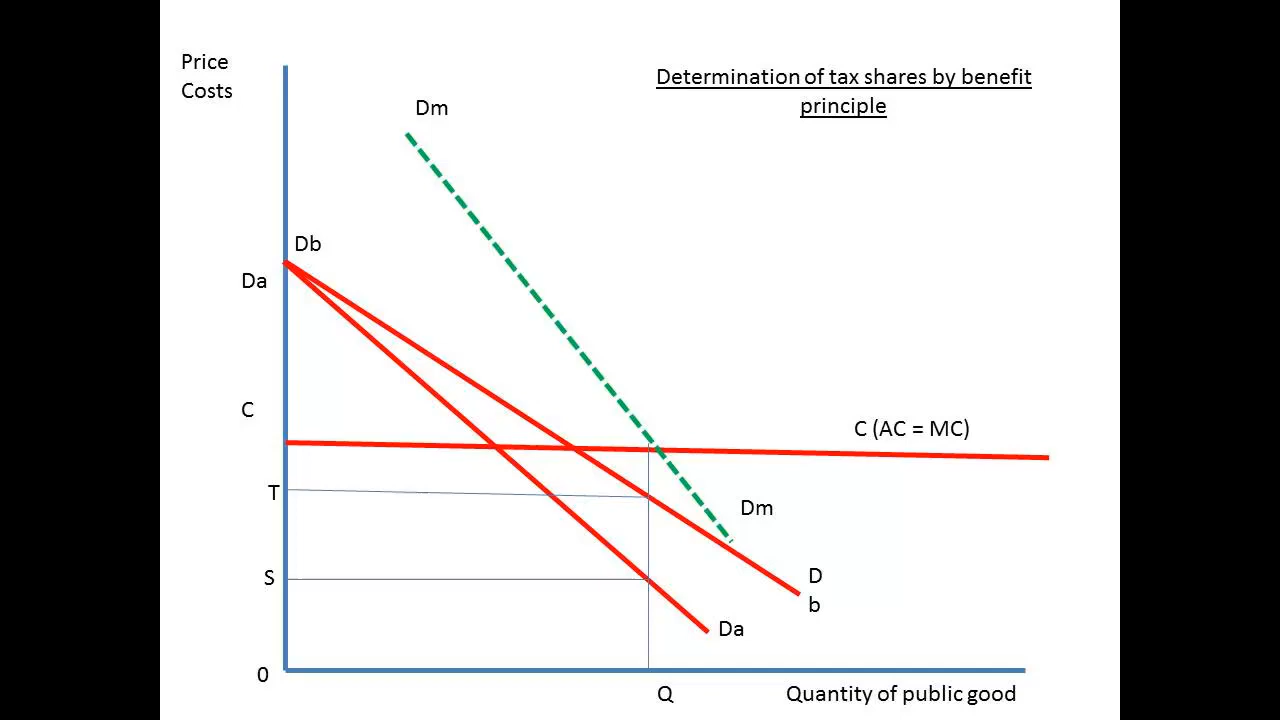 Price
Costs
Determination of tax shares by benefit
principle
Dm
Db
Da
C
C (AC = MC)
T
Dm
S
D
b
Da
0
Q
Quantity of public good